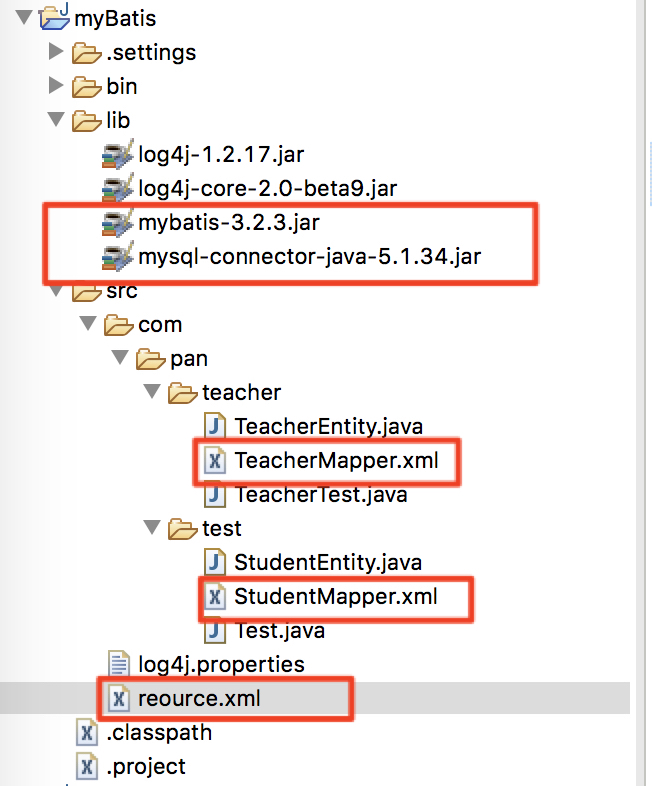 myBatis
.settings
bin
lib
log4j-1.2.17.jar
log4j-core-2.0-beta9.jar
mybatis-3.2.3.jar
mysql-connector-java-5.1.34.jar
src
com
pan
teacher
TeacherEntity.java
TeacherMapper.xml
TeacherTest.java
test
StudentEntity.java
StudentMapper.xml
Test.java
log4j.properties
reource.xml
.classpath
.project